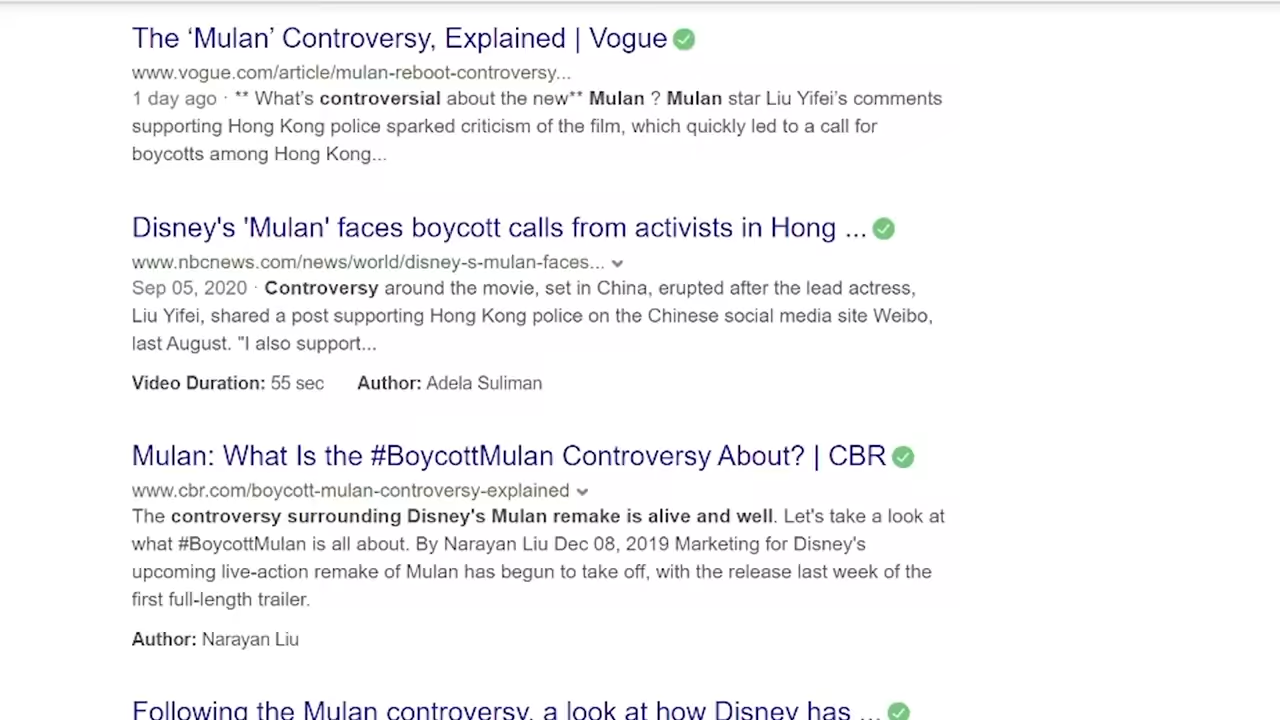 The ‘Mulan’ Controversy, Explained | Vogue
www.vogue.com/article/mulan-reboot-controversy...
1 day ago · ** What’s controversial about the new** Mulan ? Mulan star Liu Yifei’s comments
supporting Hong Kong police sparked criticism of the film, which quickly led to a call for
boycotts among Hong Kong...
Disney's 'Mulan' faces boycott calls from activists in Hong ...
www.nbcnews.com/news/world/disney-s-mulan-faces...
Sep 05, 2020 · Controversy around the movie, set in China, erupted after the lead actress,
Liu Yifei, shared a post supporting Hong Kong police on the Chinese social media site Weibo,
last August. "I also support...
Video Duration: 55 sec Author: Adela Suliman
Mulan: What Is the #BoycottMulan Controversy About? | CBR
www.cbr.com/boycott-mulan-controversy-explained
The controversy surrounding Disney's Mulan remake is alive and well. Let's take a look at
what #BoycottMulan is all about. By Narayan Liu Dec 08, 2019 Marketing for Disney's
upcoming live-action remake of Mulan has begun to take off, with the release last week of the
first full-length trailer.
Author: Narayan Liu
Following the Mulan controversy, a look at how Disney has ...